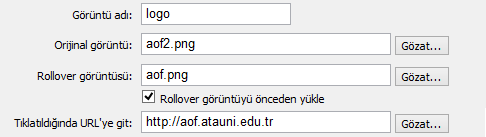 Görüntü adı: logo
Orijinal görüntü: aof2.png Gözat...
Rollover görüntüsü: aof.png Gözat...
Rollover görüntüyü önceden yükle
Tıklatıldığında URL'ye git: http://aof.atauni.edu.tr Gözat...